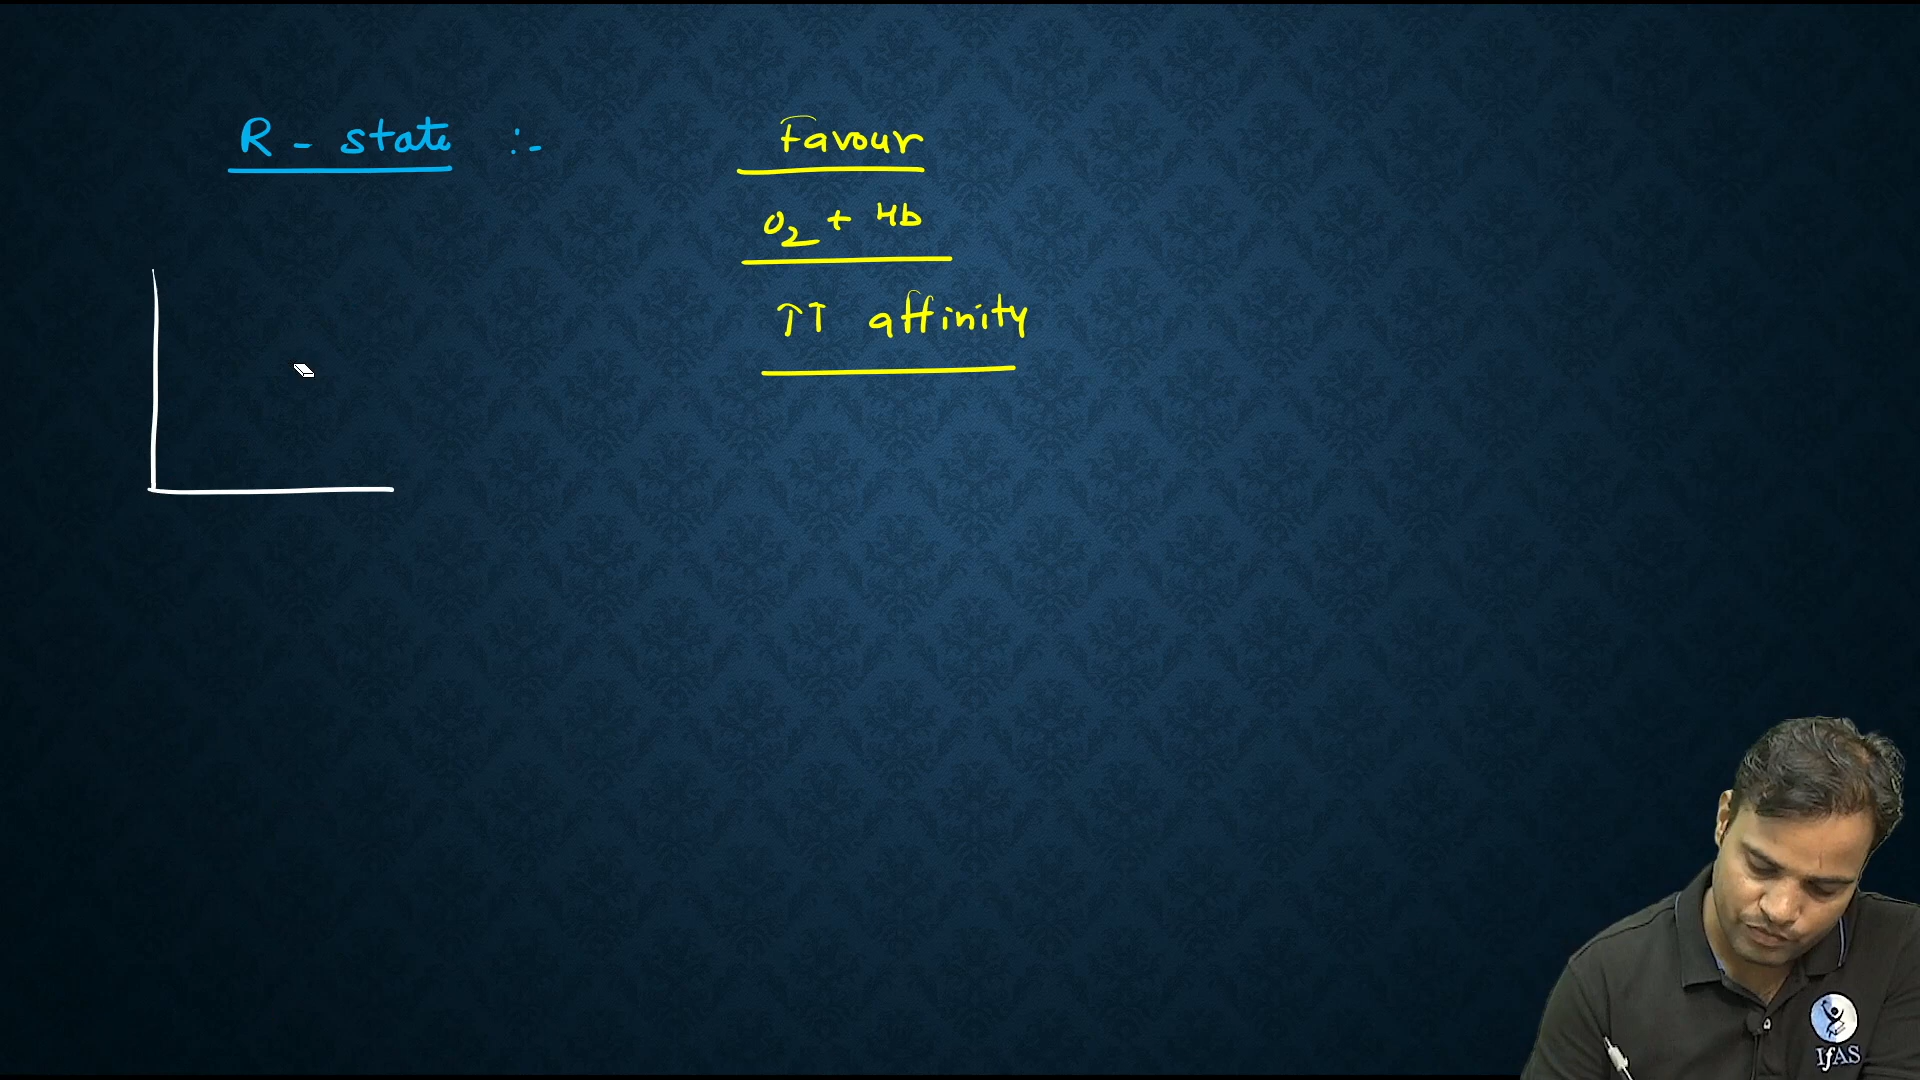 R - state :-
Favour
O2 + Hb
↑↑ affinity
IfAS